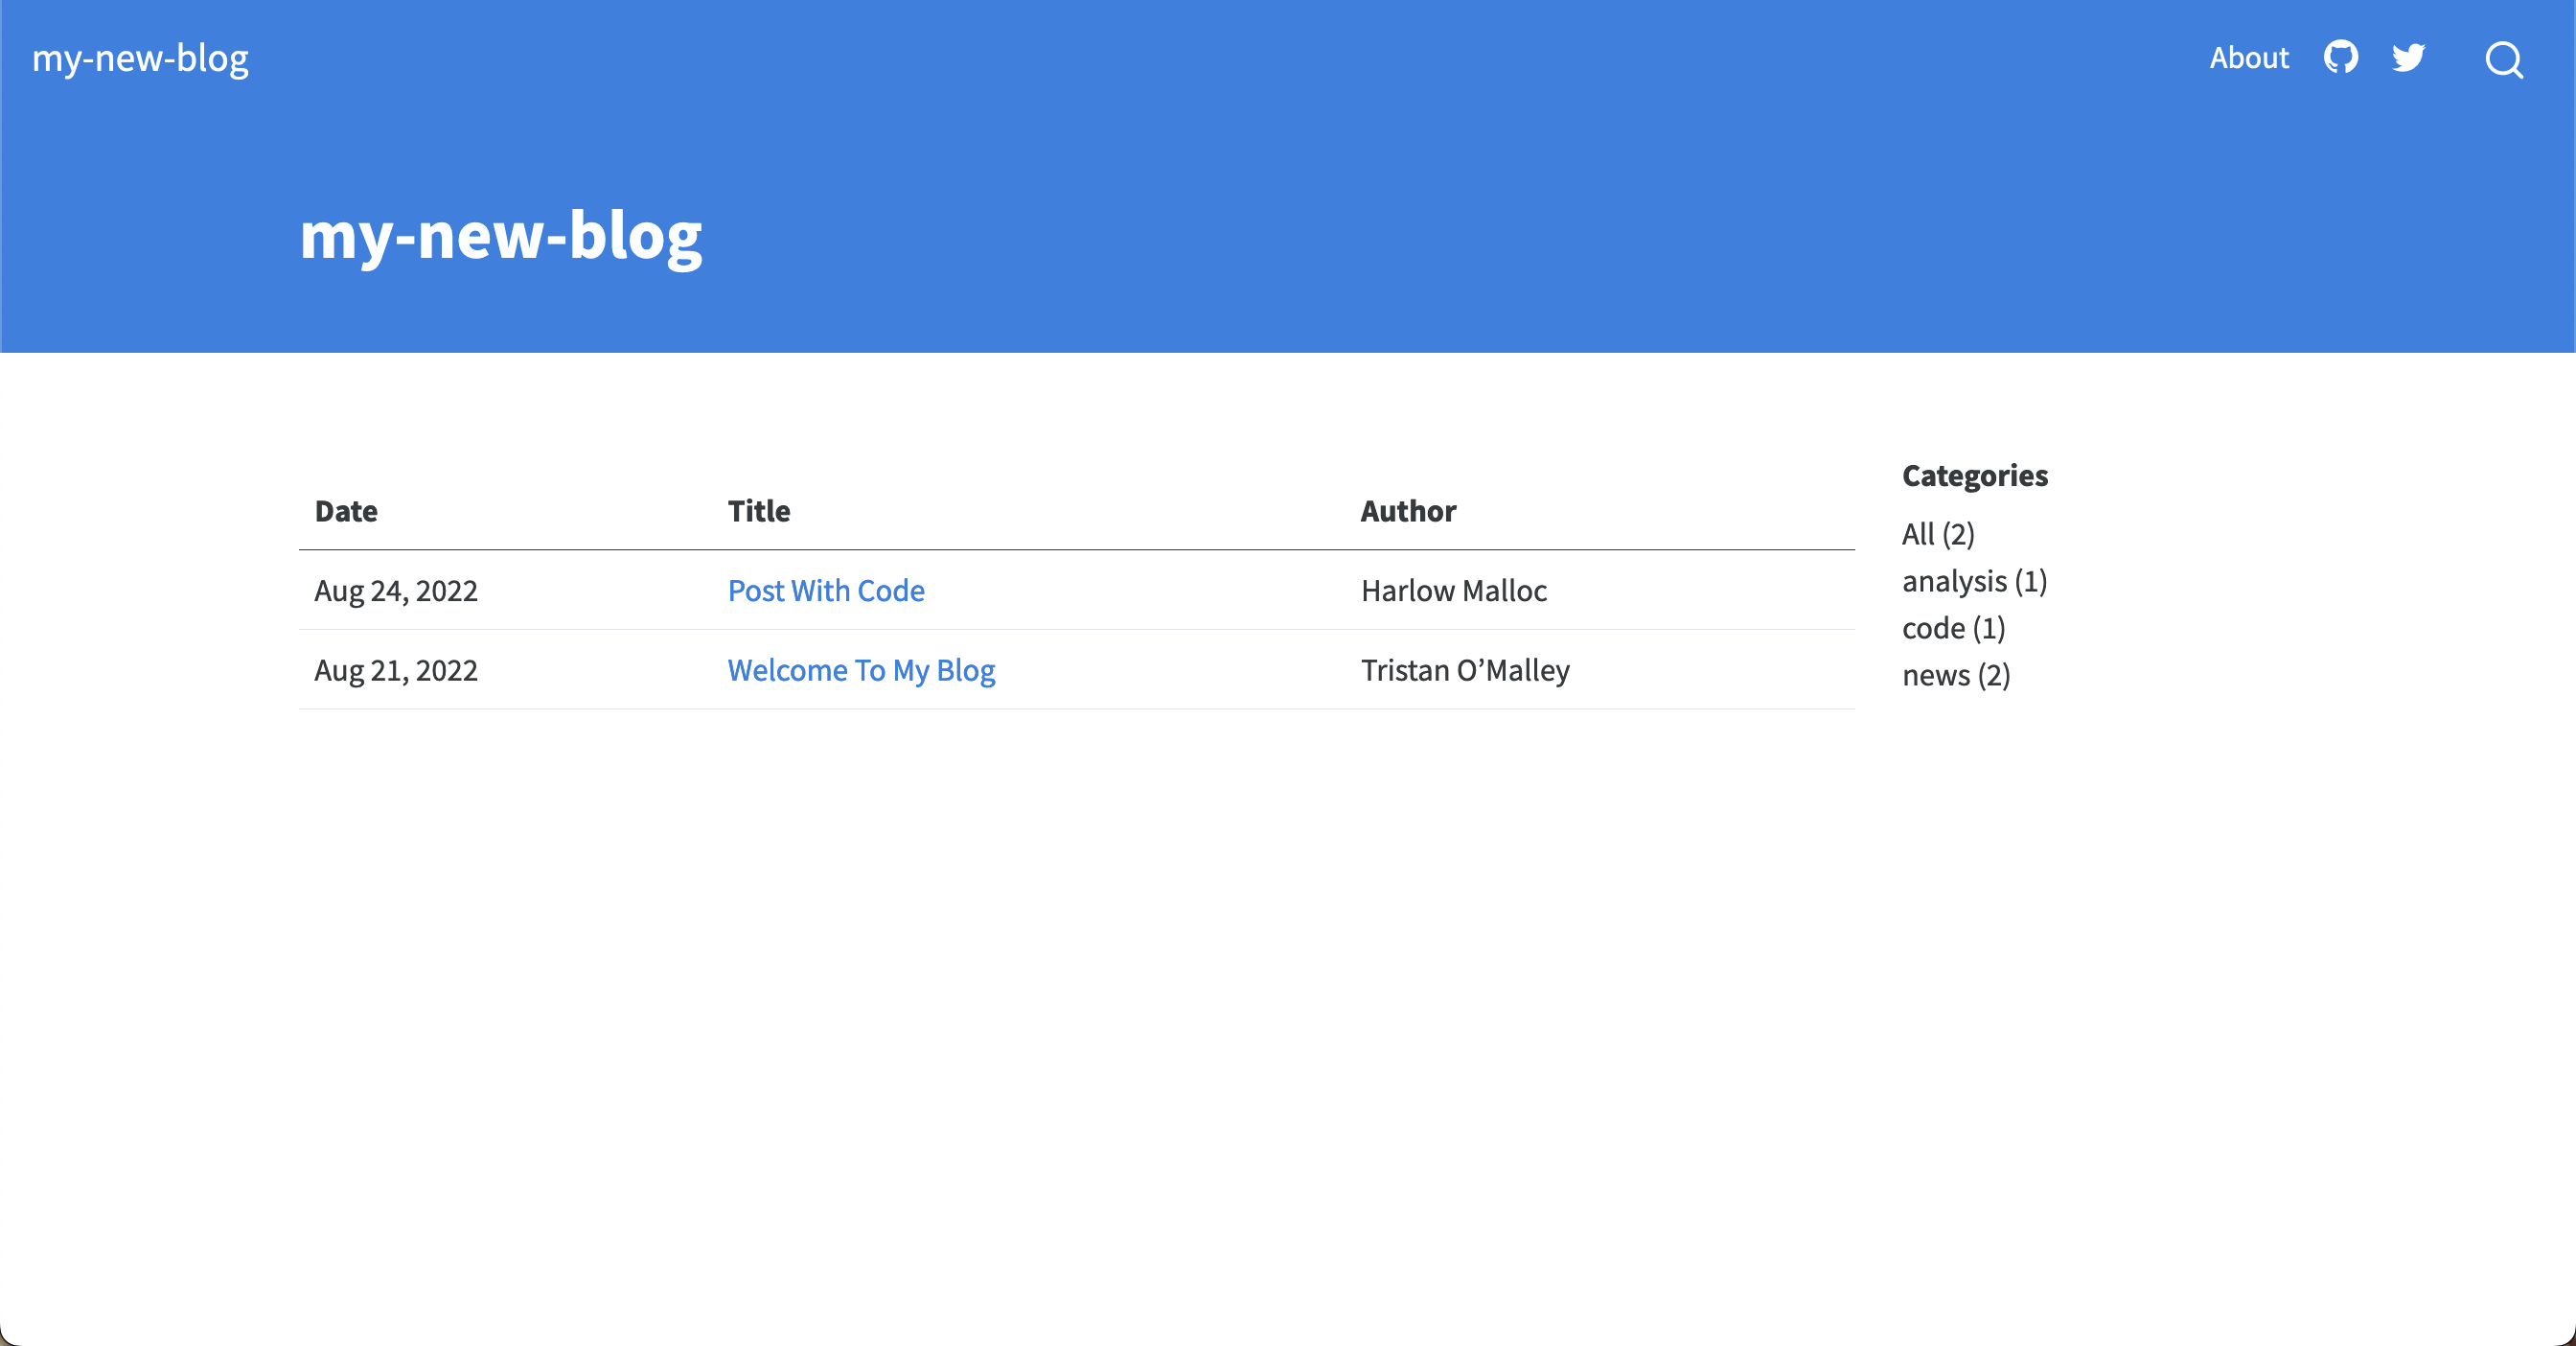 my-new-blog About
my-new-blog
Date Title Author
Aug 24, 2022 Post With Code Harlow Malloc
Aug 21, 2022 Welcome To My Blog Tristan O’Malley
Categories
All (2)
analysis (1)
code (1)
news (2)